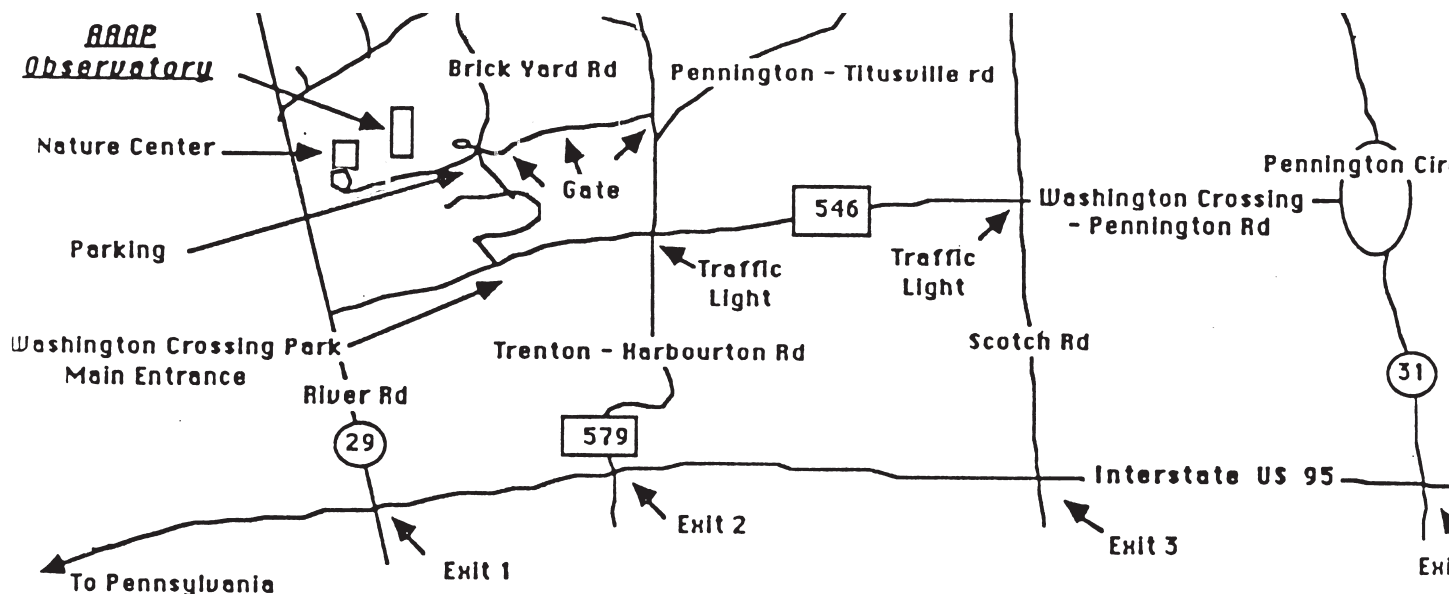 AAAP
Observatory
Brick Yard Rd
Pennington - Titusville rd
Nature Center
Gate
Pennington
546
Washington Crossing
- Pennington Rd
Parking
Traffic
Light
Traffic
Light
Washington Crossing Park
Main Entrance
Trenton - Harbourton Rd
Scotch Rd
31
River Rd
29
579
Interstate US 95
Exit 1
Exit 2
Exit 3
To Pennsylvania